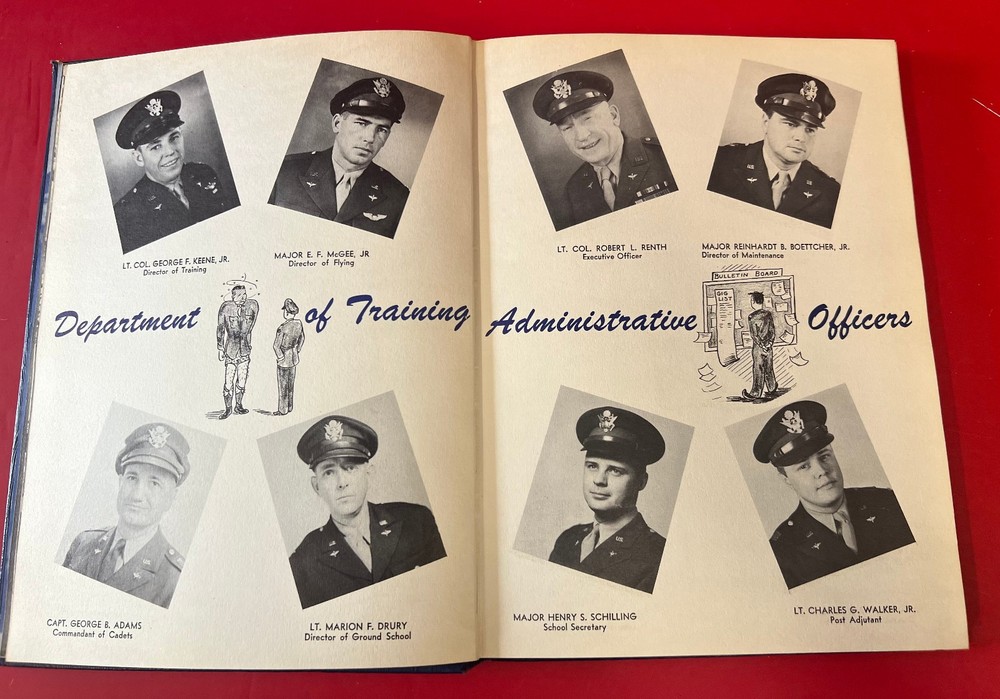 LT. COL. GEORGE F. KEENE, JR.
Director of Training
MAJOR E. F. McGEE, JR
Director of Flying
Department of Training
CAPT. GEORGE B. ADAMS
Commandant of Cadets
LT. MARION F. DRURY
Director of Ground School
LT. COL. ROBERT L. RENTH
Executive Officer
MAJOR REINHARDT B. BOETTCHER, JR.
Director of Maintenance
BULLETIN BOARD
GIG
LIST
Administrative Officers
MAJOR HENRY S. SCHILLING
School Secretary
LT. CHARLES G. WALKER, JR.
Post Adjutant